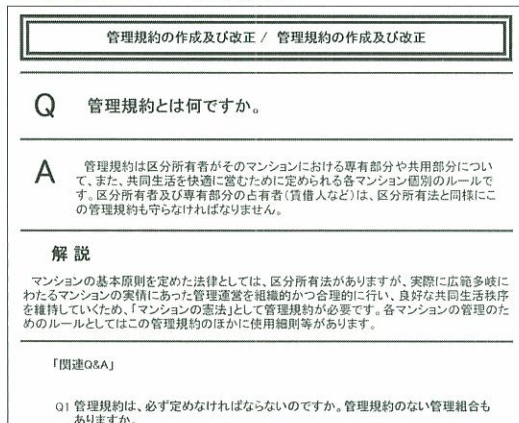 管理規約の作成及び改正 / 管理規約の作成及び改正
Q 管理規約とは何ですか。
A 管理規約は区分所有者がそのマンションにおける専有部分や共用部分につい
て、また、共同生活を快適に営むために定められる各マンション個別のルールで
す。区分所有者及び専有部分の占有者(賃借人など)は、区分所有法と同様にこ
の管理規約も守らなければなりません。
解 説
マンションの基本原則を定めた法律としては、区分所有法がありますが、実際に広範多岐に
わたるマンションの実情にあった管理運営を組織的かつ合理的に行い、良好な共同生活秩序
を維持していくため、「マンションの憲法」として管理規約が必要です。各マンションの管理のた
めのルールとしてはこの管理規約のほかに使用細則等があります。
「関連Q&A」
Q1 管理規約は、必ず定めなければならないのですか。管理規約のない管理組合も
ありますか。